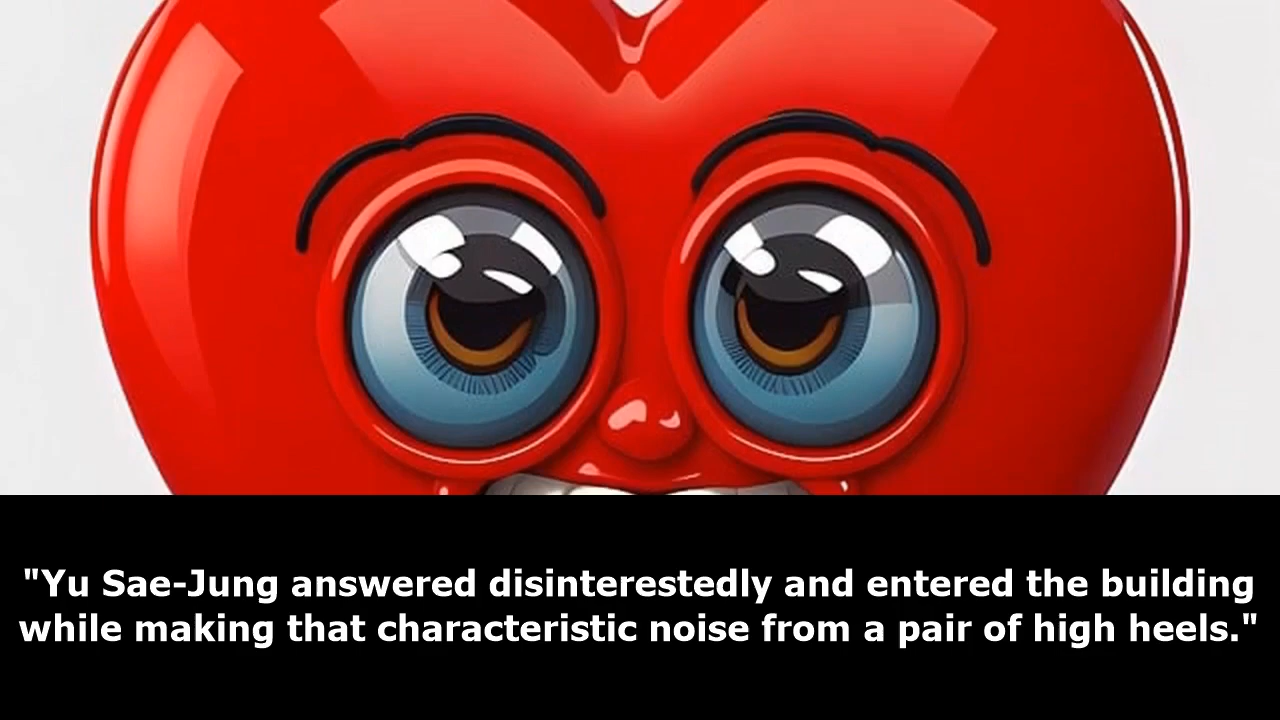 "Yu Sae-Jung answered disinterestedly and entered the building
while making that characteristic noise from a pair of high heels."